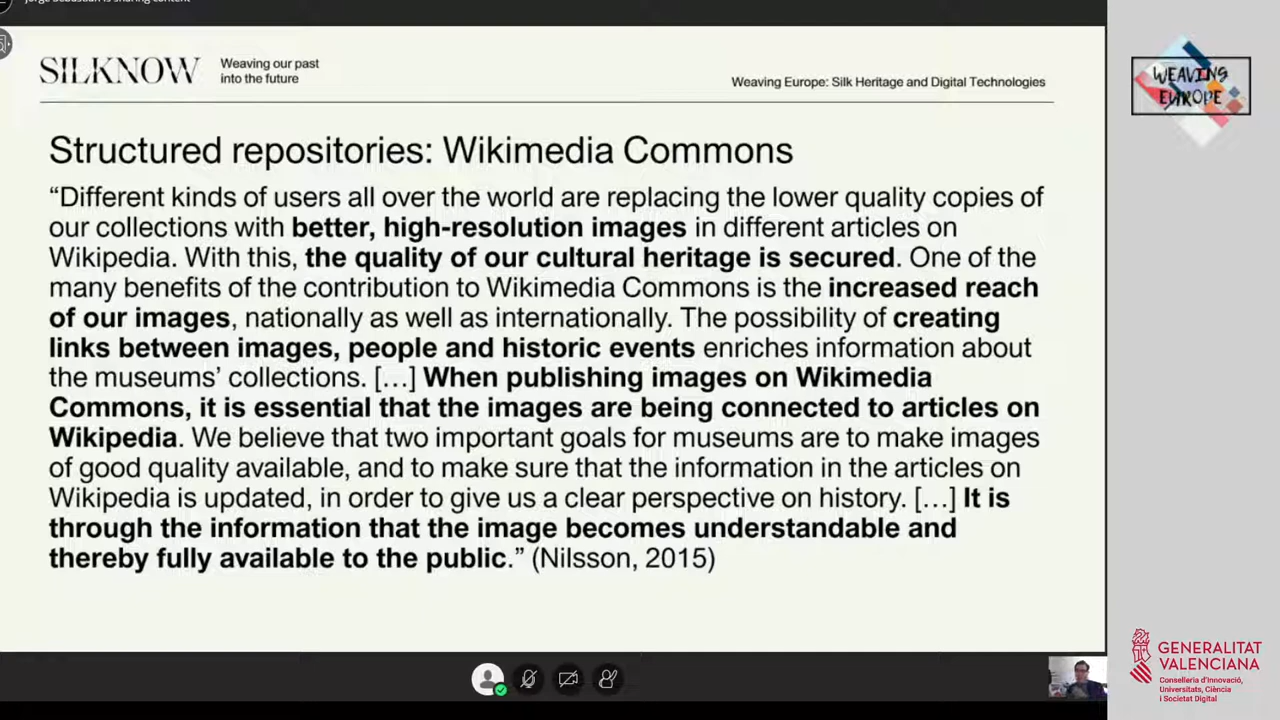 Jorge Sebastián is sharing content
SILKNOW
Weaving our past
into the future
Weaving Europe: Silk Heritage and Digital Technologies
WEAVING
EUROPE
Structured repositories: Wikimedia Commons
“Different kinds of users all over the world are replacing the lower quality copies of
our collections with better, high-resolution images in different articles on
Wikipedia. With this, the quality of our cultural heritage is secured. One of the
many benefits of the contribution to Wikimedia Commons is the increased reach
of our images, nationally as well as internationally. The possibility of creating
links between images, people and historic events enriches information about
the museums’ collections. […] When publishing images on Wikimedia
Commons, it is essential that the images are being connected to articles on
Wikipedia. We believe that two important goals for museums are to make images
of good quality available, and to make sure that the information in the articles on
Wikipedia is updated, in order to give us a clear perspective on history. […] It is
through the information that the image becomes understandable and
thereby fully available to the public.” (Nilsson, 2015)
GENERALITAT
VALENCIANA
Conselleria d'Innovació,
Universitats, Ciència
i Societat Digital